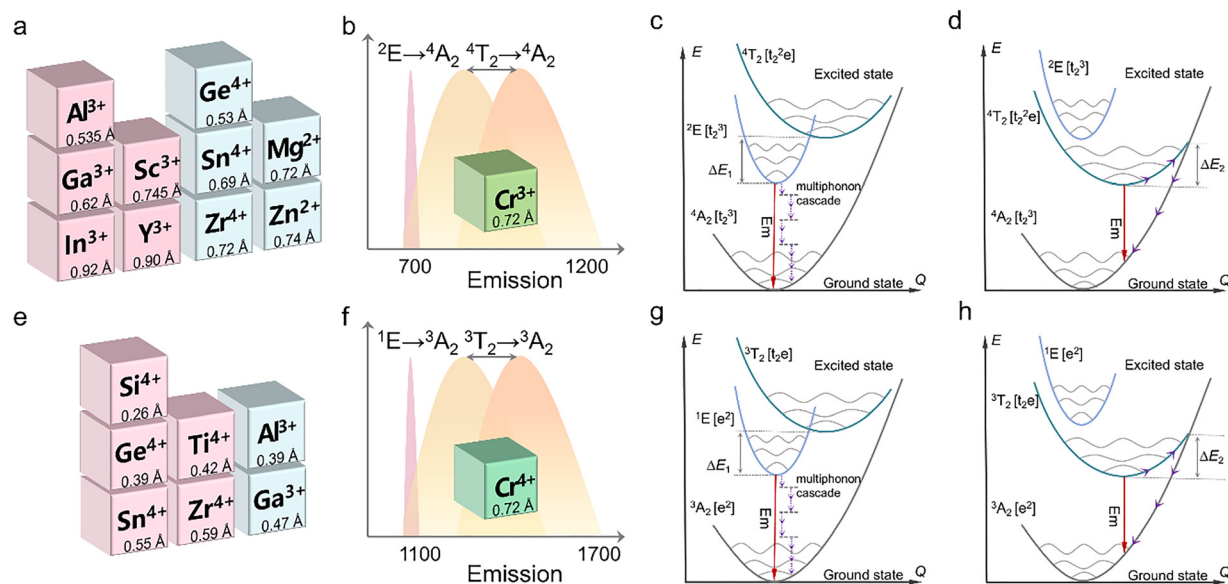 a
Al³⁺
0.535 Å
Ga³⁺
0.62 Å
In³⁺
0.92 Å
Sc³⁺
0.745 Å
Y³⁺
0.90 Å
Ge⁴⁺
0.53 Å
Sn⁴⁺
0.69 Å
Zr⁴⁺
0.72 Å
Mg²⁺
0.72 Å
Zn²⁺
0.74 Å
b
²E→⁴A₂ ⁴T₂→⁴A₂
Cr³⁺
0.72 Å
700
1200
Emission
c
E
⁴T₂ [t₂²e]
Excited state
²E [t₂³]
ΔE₁
multiphonon
cascade
⁴A₂ [t₂³]
Em
Ground state
Q
d
E
²E [t₂³]
Excited state
⁴T₂ [t₂²e]
ΔE₂
⁴A₂ [t₂³]
Em
Ground state
Q
e
Si⁴⁺
0.26 Å
Ge⁴⁺
0.39 Å
Sn⁴⁺
0.55 Å
Ti⁴⁺
0.42 Å
Zr⁴⁺
0.59 Å
Al³⁺
0.39 Å
Ga³⁺
0.47 Å
f
¹E→³A₂ ³T₂→³A₂
Cr⁴⁺
0.72 Å
1100
1700
Emission
g
E
³T₂ [t₂e]
Excited state
¹E [e²]
ΔE₁
multiphonon
cascade
³A₂ [e²]
Em
Ground state
Q
h
E
¹E [e²]
Excited state
³T₂ [t₂e]
ΔE₂
³A₂ [e²]
Em
Ground state
Q